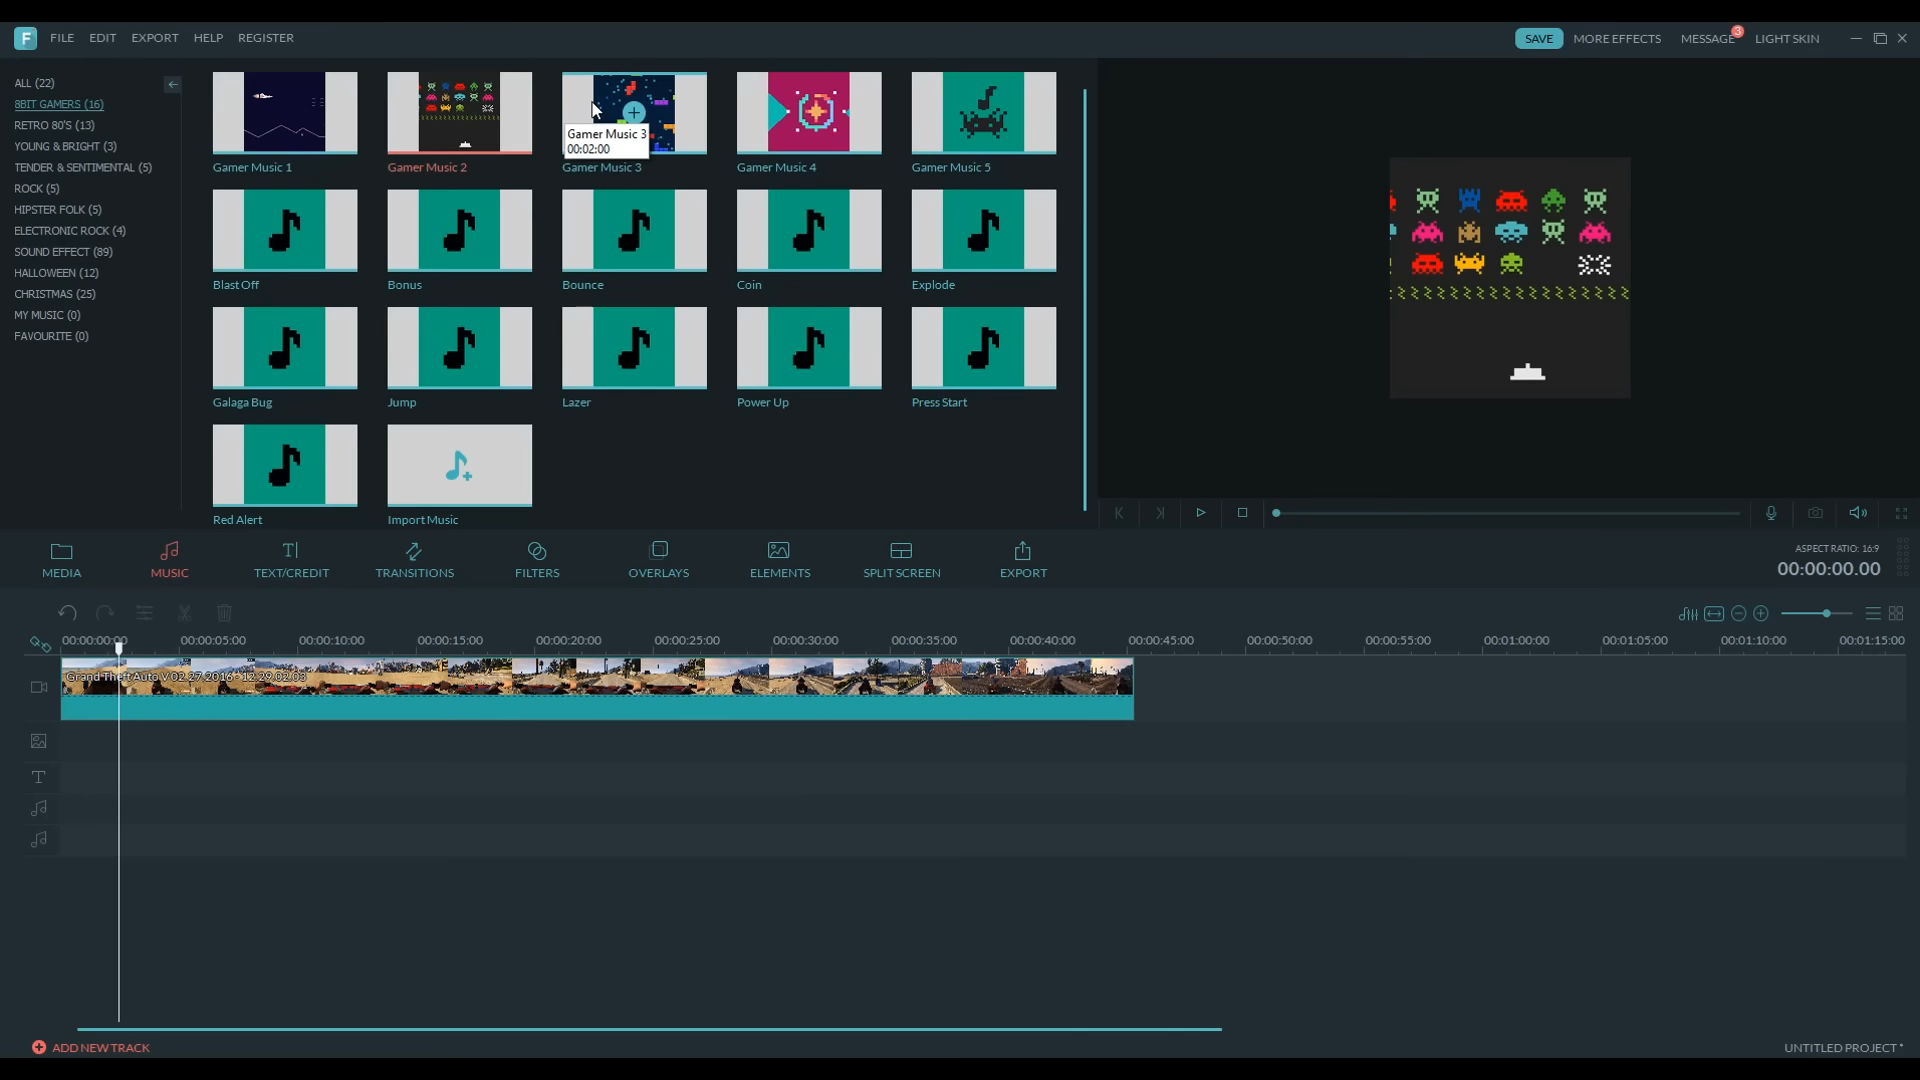 F FILE EDIT EXPORT HELP REGISTER SAVE MORE EFFECTS MESSAGE 3 LIGHT SKIN
ALL (22)
8BIT GAMERS (16)
RETRO 80'S (13)
YOUNG & BRIGHT (3)
TENDER & SENTIMENTAL (5)
ROCK (5)
HIPSTER FOLK (5)
ELECTRONIC ROCK (4)
SOUND EFFECT (89)
HALLOWEEN (12)
CHRISTMAS (25)
MY MUSIC (0)
FAVOURITE (0)
Gamer Music 3
00:02:00
Gamer Music 1 Gamer Music 2 Gamer Music 3 Gamer Music 4 Gamer Music 5
Blast Off Bonus Bounce Coin Explode
Galaga Bug Jump Lazer Power Up Press Start
Red Alert Import Music
MEDIA MUSIC TEXT/CREDIT TRANSITIONS FILTERS OVERLAYS ELEMENTS SPLIT SCREEN EXPORT
ASPECT RATIO: 16:9
00:00:00.00
00:00:00:00 00:00:05:00 00:00:10:00 00:00:15:00 00:00:20:00 00:00:25:00 00:00:30:00 00:00:35:00 00:00:40:00 00:00:45:00 00:00:50:00 00:00:55:00 00:01:00:00 00:01:05:00 00:01:10:00 00:01:15:00
Grand Theft Auto V 02.27.2016 - 12.29.02.03
ADD NEW TRACK
UNTITLED PROJECT *